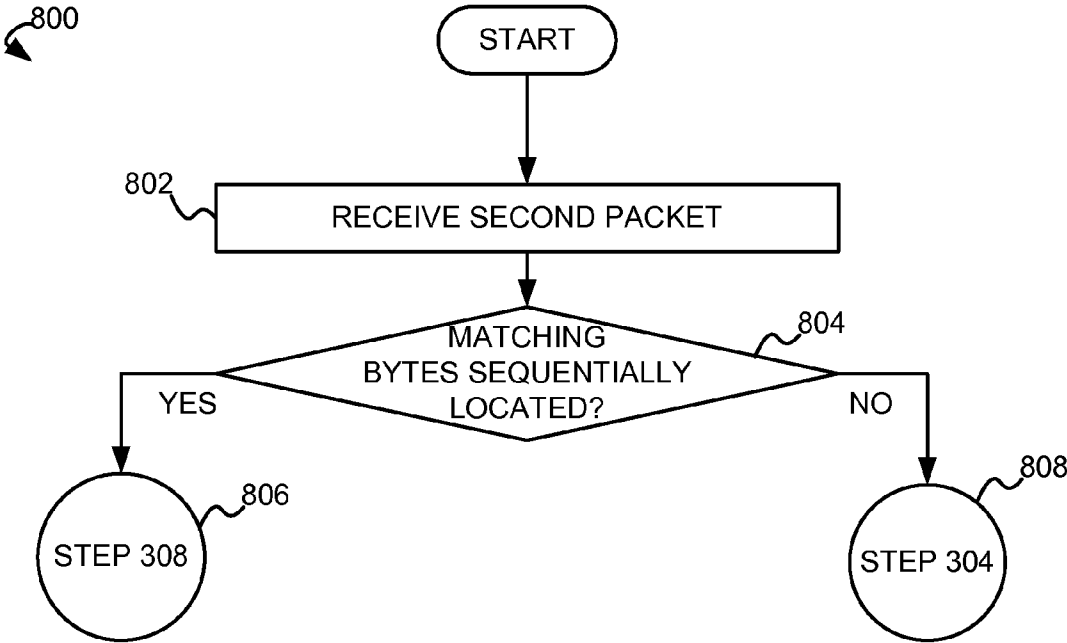 800
START
802
RECEIVE SECOND PACKET
804
MATCHING
BYTES SEQUENTIALLY
LOCATED?
YES
NO
806
STEP 308
808
STEP 304